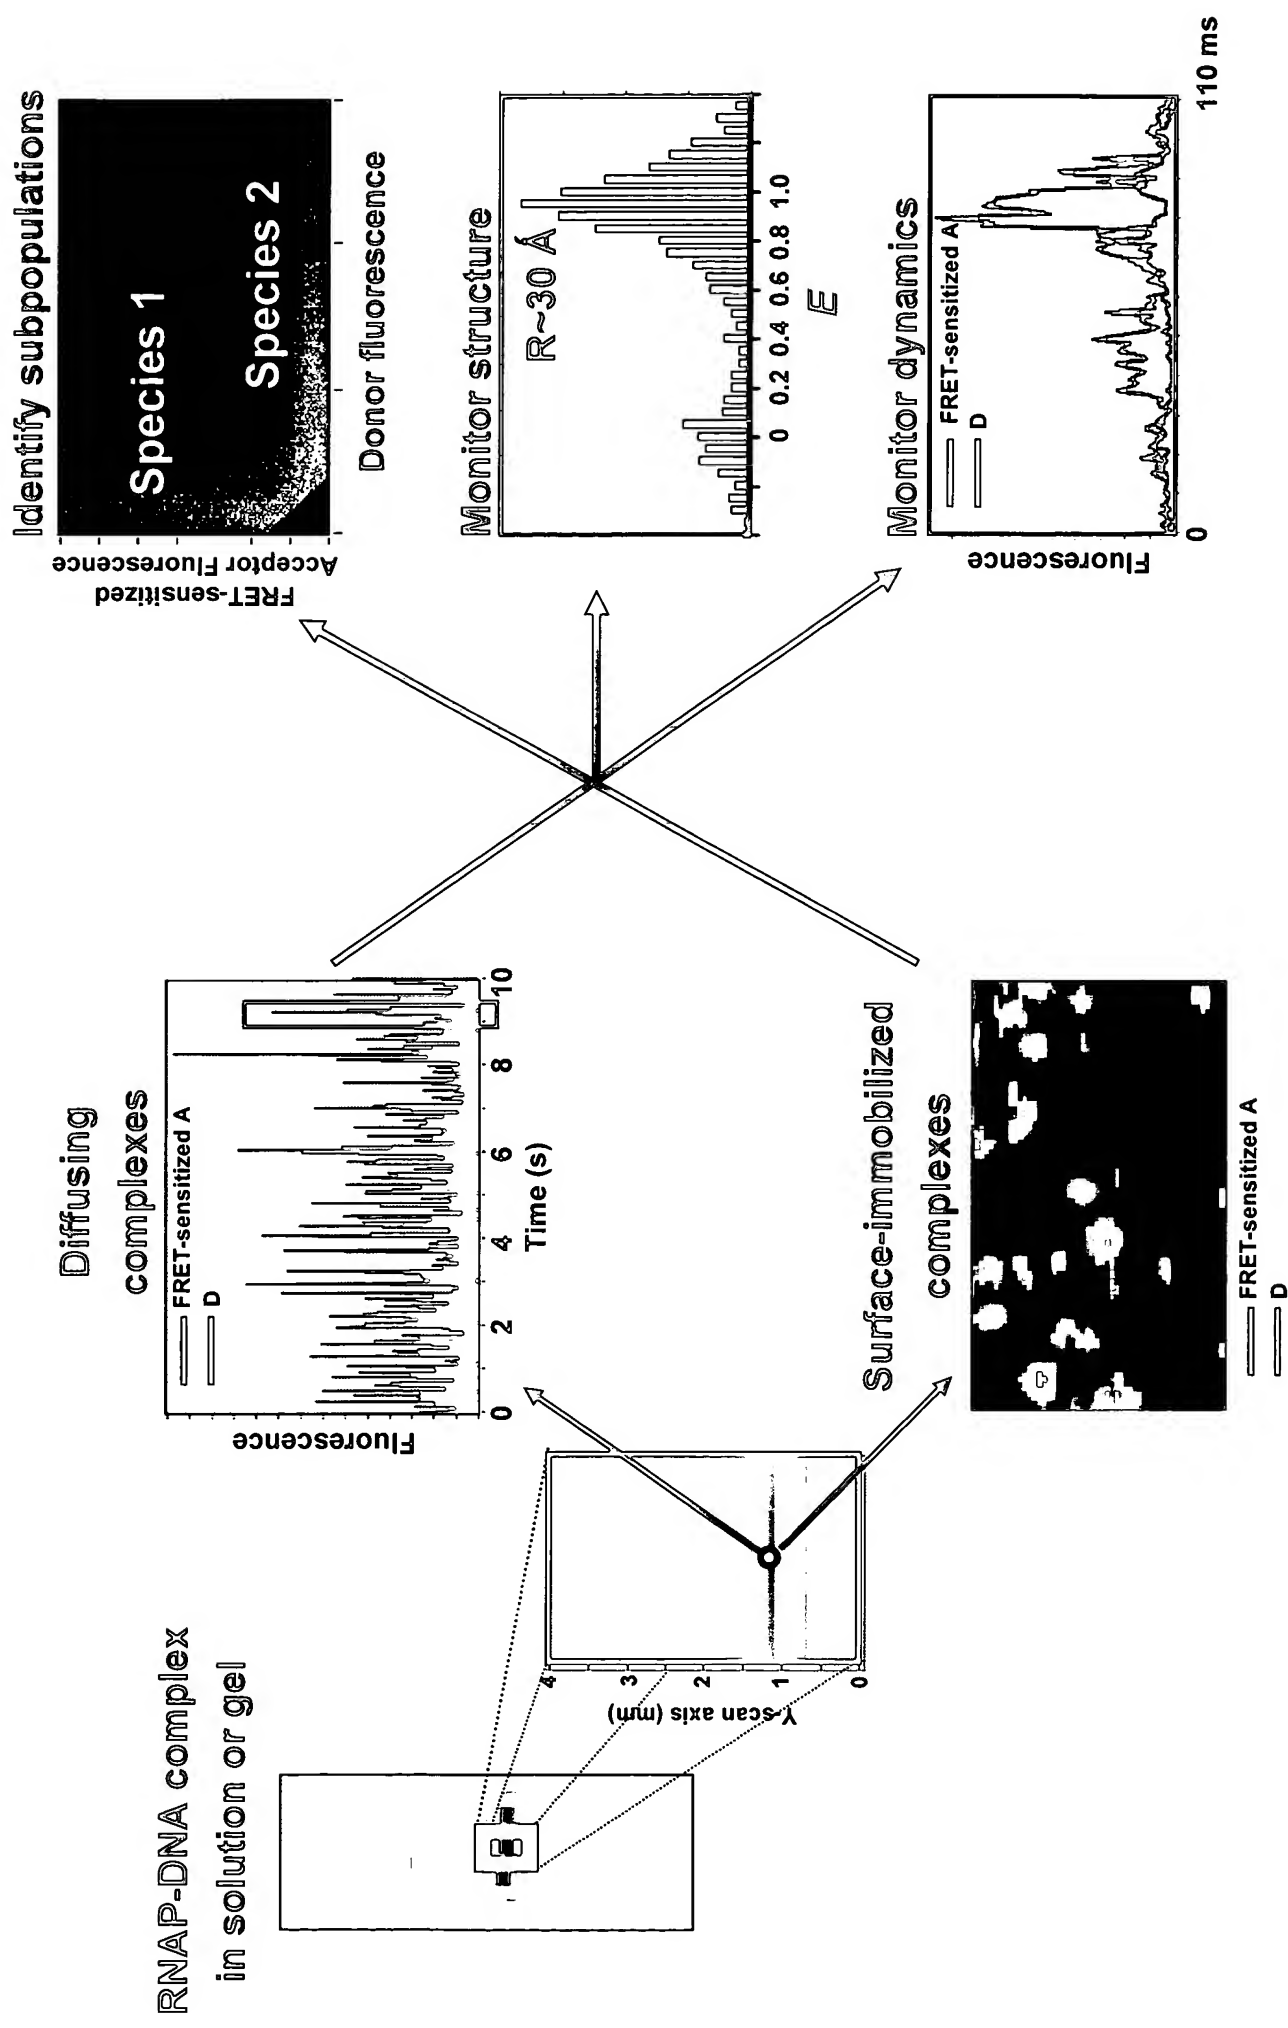 RNAP-DNA complex
in solution or gel
Y-scan axis (mm)
4
3
2
1
0
Diffusing
complexes
Fluorescence
FRET-sensitized A
D
0
2
4
6
8
10
Time (s)
Surface-immobilized
complexes
FRET-sensitized A
D
Identify subpopulations
FRET-sensitized
Acceptor Fluorescence
Species 1
Species 2
Donor fluorescence
Monitor structure
R~30 Å
0
0.2
0.4
0.6
0.8
1.0
E
Monitor dynamics
Fluorescence
FRET-sensitized A
D
0
110 ms